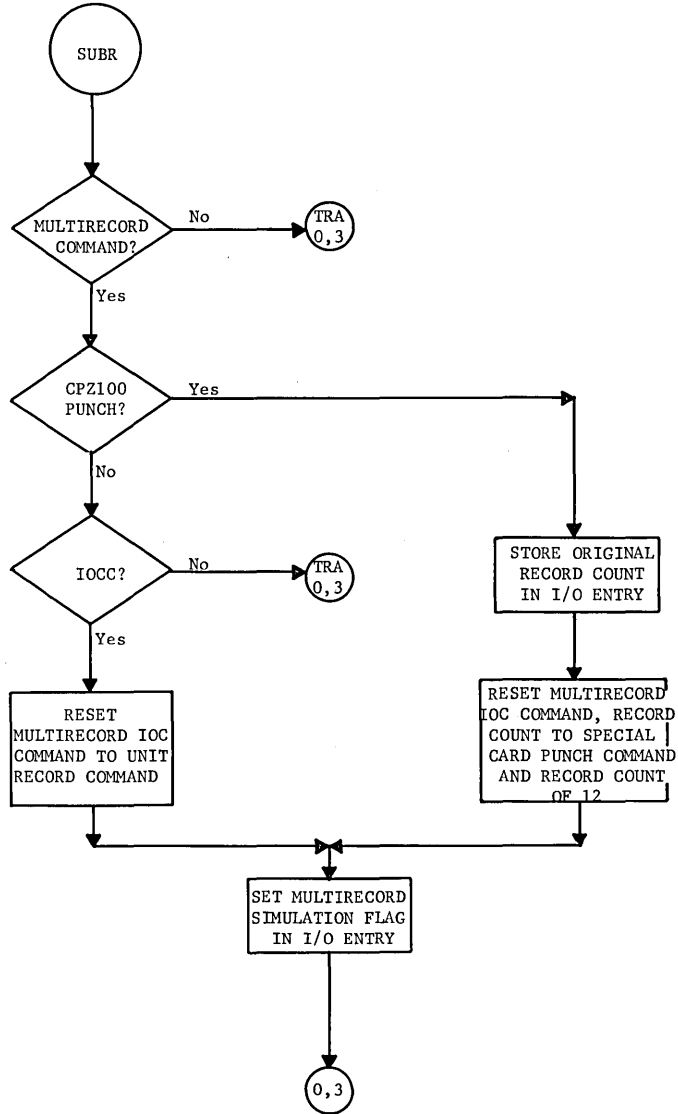 SUBR
MULTIRECORD
COMMAND?
No
TRA
0,3
Yes
CPZ100
PUNCH?
Yes
No
IOCC?
No
TRA
0,3
Yes
STORE ORIGINAL
RECORD COUNT
IN I/O ENTRY
RESET
MULTIRECORD IOC
COMMAND TO UNIT
RECORD COMMAND
RESET MULTIRECORD
IOC COMMAND, RECORD
COUNT TO SPECIAL
CARD PUNCH COMMAND
AND RECORD COUNT
OF 12
SET MULTIRECORD
SIMULATION FLAG
IN I/O ENTRY
0,3